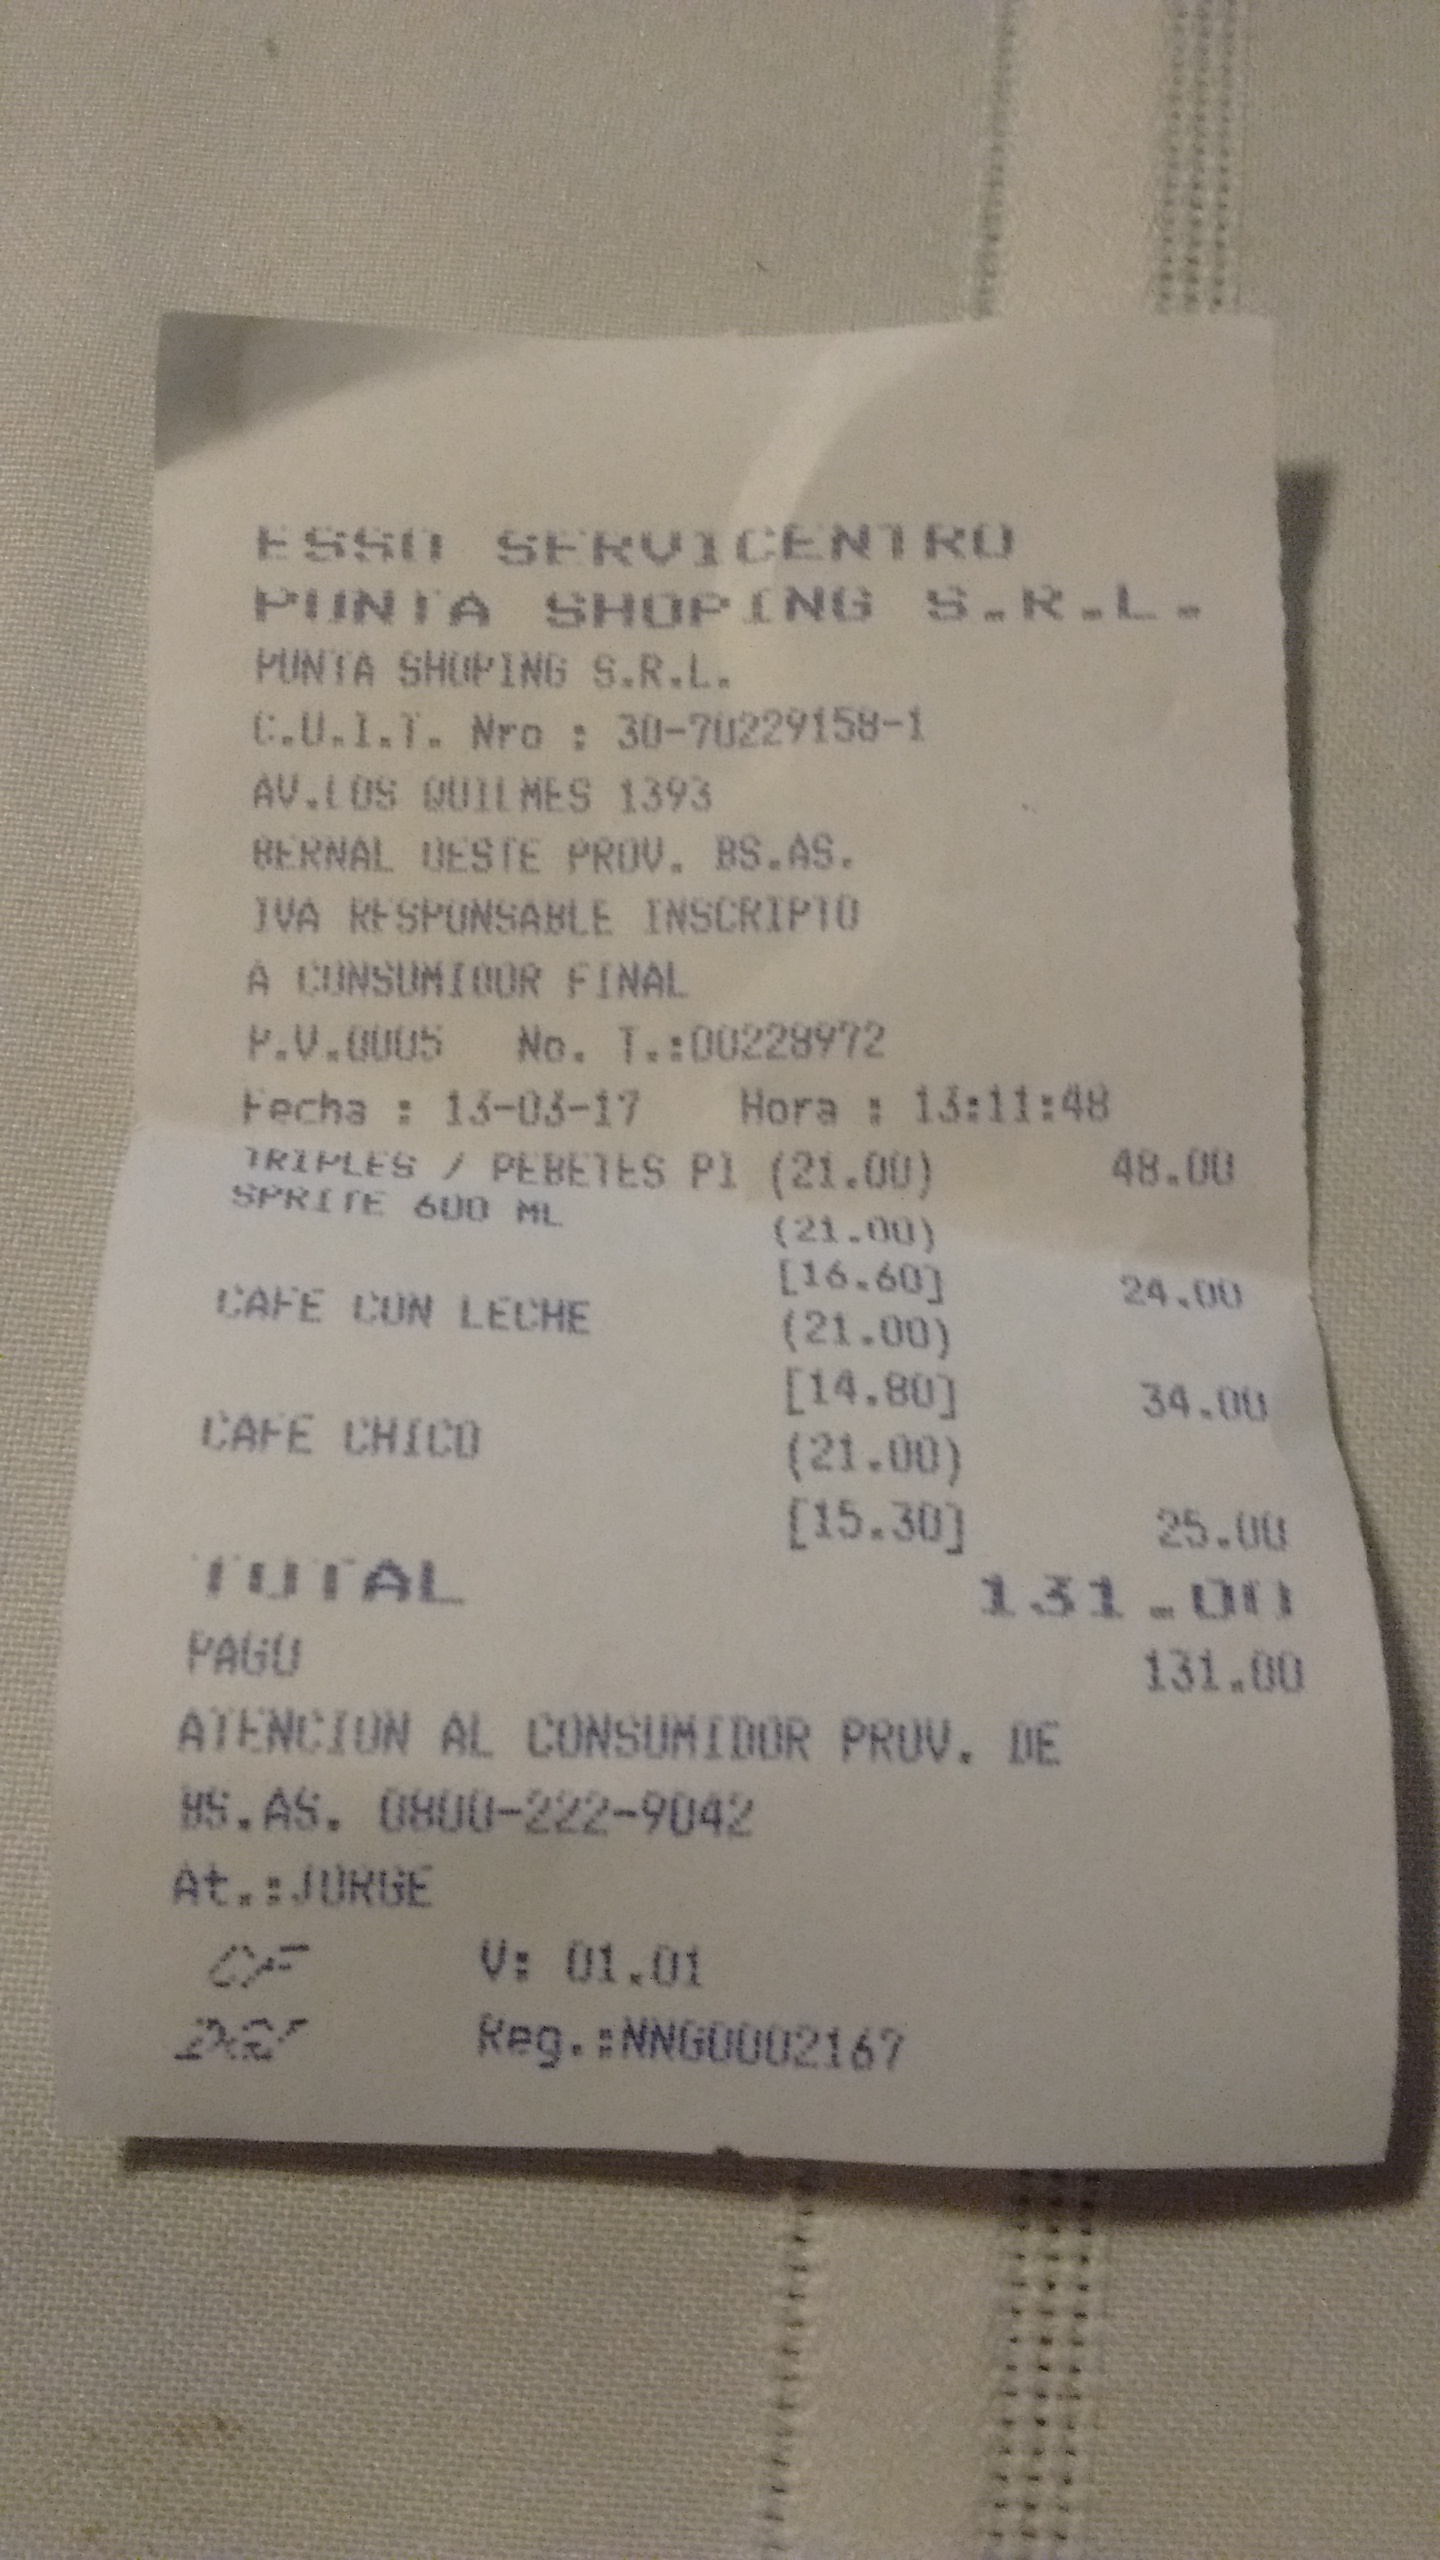 ESSO SERVICENTRO
PUNTA SHOPING S.R.L.
PUNTA SHOPING S.R.L.
C.U.I.T. Nro : 30-70229158-1
AV.LOS QUILMES 1393
BERNAL OESTE PROV. BS.AS.
IVA RESPONSABLE INSCRIPTO
A CONSUMIDOR FINAL
P.V.0005 No. T.:00228972
Fecha : 13-03-17 Hora : 13:11:48
TRIPLES / PEBETES P1 (21.00) 48.00
SPRITE 600 ML (21.00)
[16.60] 24.00
CAFE CON LECHE (21.00)
[14.80] 34.00
CAFE CHICO (21.00)
[15.30] 25.00
TOTAL 131.00
PAGO 131.00
ATENCION AL CONSUMIDOR PROV. DE
BS.AS. 0800-222-9042
At.:JORGE
CF V: 01.01
DGI Reg.:NNG0002167